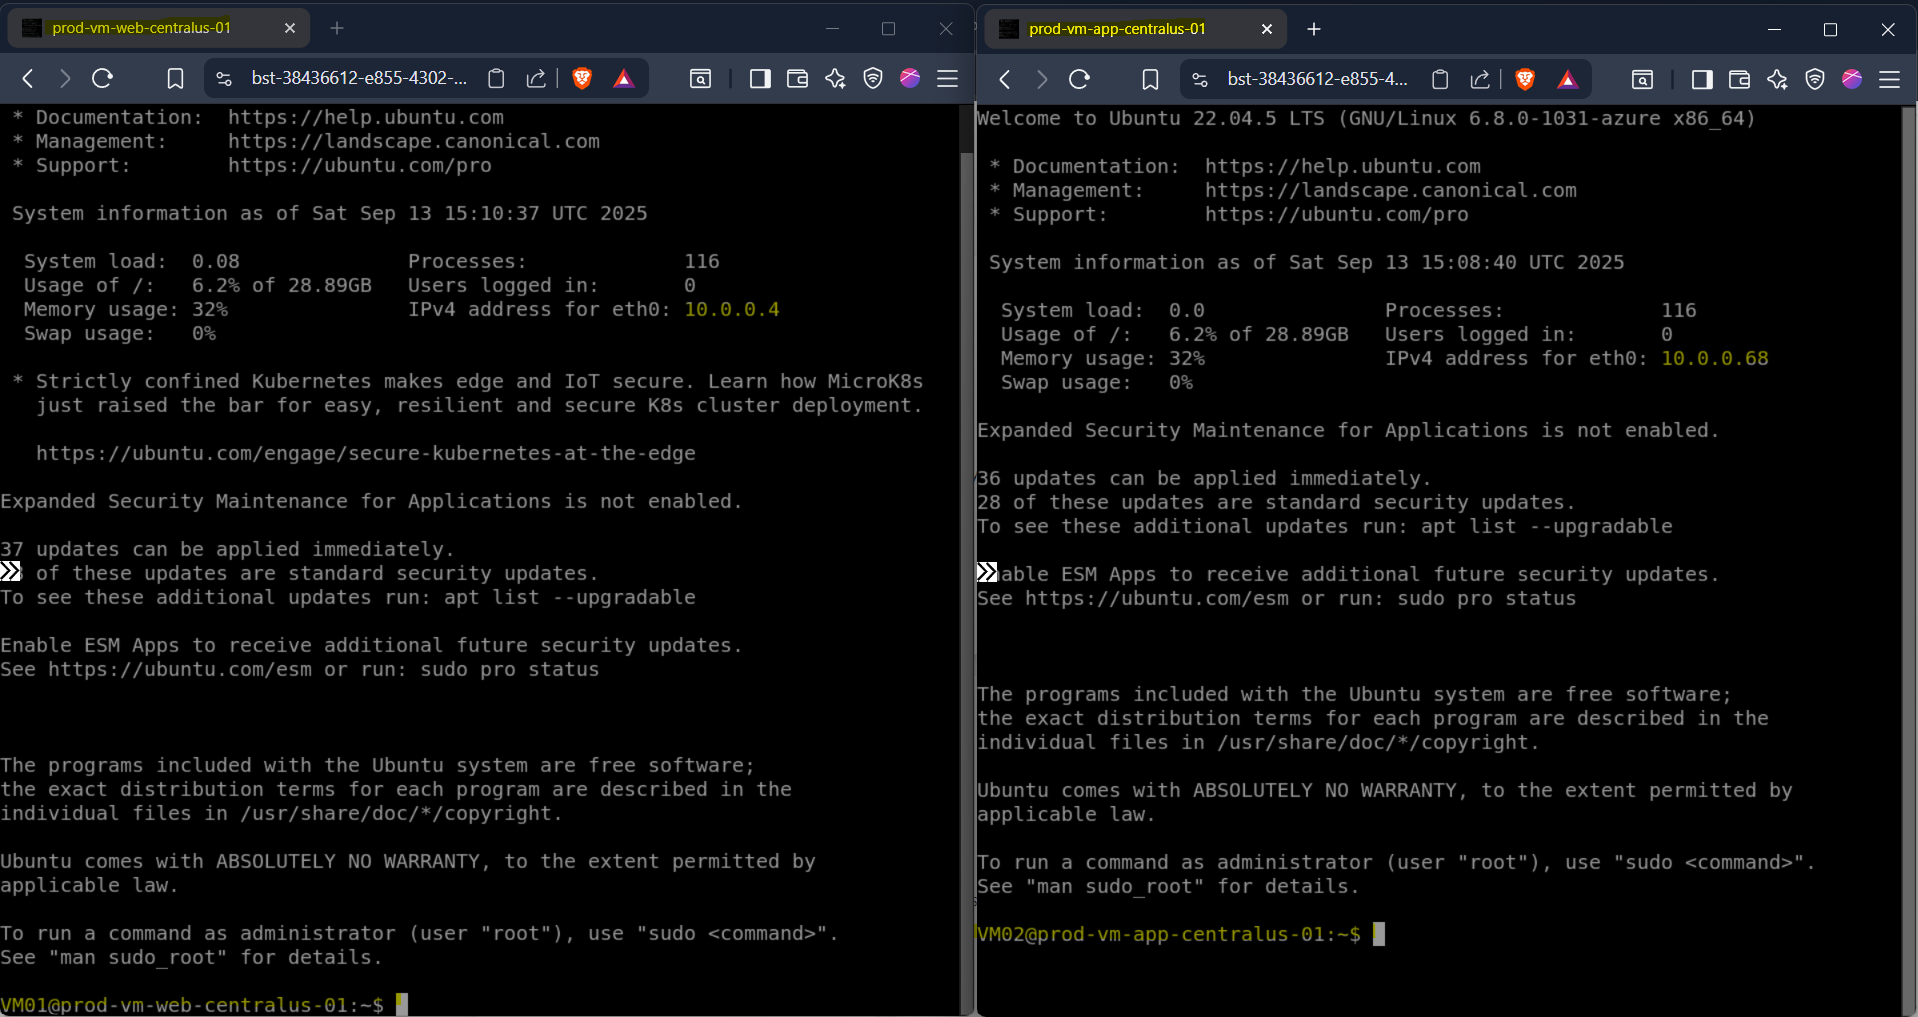 prod-vm-web-centralus-01
bst-38436612-e855-4302-...
* Documentation:  https://help.ubuntu.com
* Management:     https://landscape.canonical.com
* Support:        https://ubuntu.com/pro
System information as of Sat Sep 13 15:10:37 UTC 2025
System load:  0.08              Processes:             116
Usage of /:   6.2% of 28.89GB   Users logged in:       0
Memory usage: 32%               IPv4 address for eth0: 10.0.0.4
Swap usage:   0%
* Strictly confined Kubernetes makes edge and IoT secure. Learn how MicroK8s
just raised the bar for easy, resilient and secure K8s cluster deployment.
https://ubuntu.com/engage/secure-kubernetes-at-the-edge
Expanded Security Maintenance for Applications is not enabled.
37 updates can be applied immediately.
of these updates are standard security updates.
To see these additional updates run: apt list --upgradable
Enable ESM Apps to receive additional future security updates.
See https://ubuntu.com/esm or run: sudo pro status
The programs included with the Ubuntu system are free software;
the exact distribution terms for each program are described in the
individual files in /usr/share/doc/*/copyright.
Ubuntu comes with ABSOLUTELY NO WARRANTY, to the extent permitted by
applicable law.
To run a command as administrator (user "root"), use "sudo <command>".
See "man sudo_root" for details.
VM01@prod-vm-web-centralus-01:~$
prod-vm-app-centralus-01
bst-38436612-e855-4...
Welcome to Ubuntu 22.04.5 LTS (GNU/Linux 6.8.0-1031-azure x86_64)
* Documentation:  https://help.ubuntu.com
* Management:     https://landscape.canonical.com
* Support:        https://ubuntu.com/pro
System information as of Sat Sep 13 15:08:40 UTC 2025
System load:  0.0               Processes:             116
Usage of /:   6.2% of 28.89GB   Users logged in:       0
Memory usage: 32%               IPv4 address for eth0: 10.0.0.68
Swap usage:   0%
Expanded Security Maintenance for Applications is not enabled.
36 updates can be applied immediately.
28 of these updates are standard security updates.
To see these additional updates run: apt list --upgradable
able ESM Apps to receive additional future security updates.
See https://ubuntu.com/esm or run: sudo pro status
The programs included with the Ubuntu system are free software;
the exact distribution terms for each program are described in the
individual files in /usr/share/doc/*/copyright.
Ubuntu comes with ABSOLUTELY NO WARRANTY, to the extent permitted by
applicable law.
To run a command as administrator (user "root"), use "sudo <command>".
See "man sudo_root" for details.
VM02@prod-vm-app-centralus-01:~$